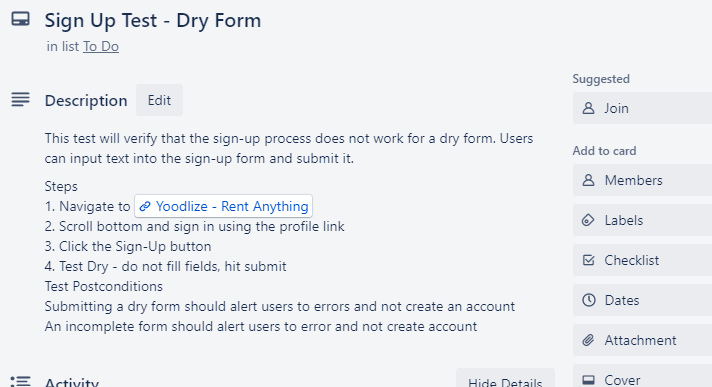 Sign Up Test - Dry Form
in list To Do
Description
Edit
This test will verify that the sign-up process does not work for a dry form. Users
can input text into the sign-up form and submit it.
Steps
1. Navigate to Yoodlize - Rent Anything
2. Scroll bottom and sign in using the profile link
3. Click the Sign-Up button
4. Test Dry - do not fill fields, hit submit
Test Postconditions
Submitting a dry form should alert users to errors and not create an account
An incomplete form should alert users to error and not create account
Activity
Hide Details
Suggested
Join
Add to card
Members
Labels
Checklist
Dates
Attachment
Cover